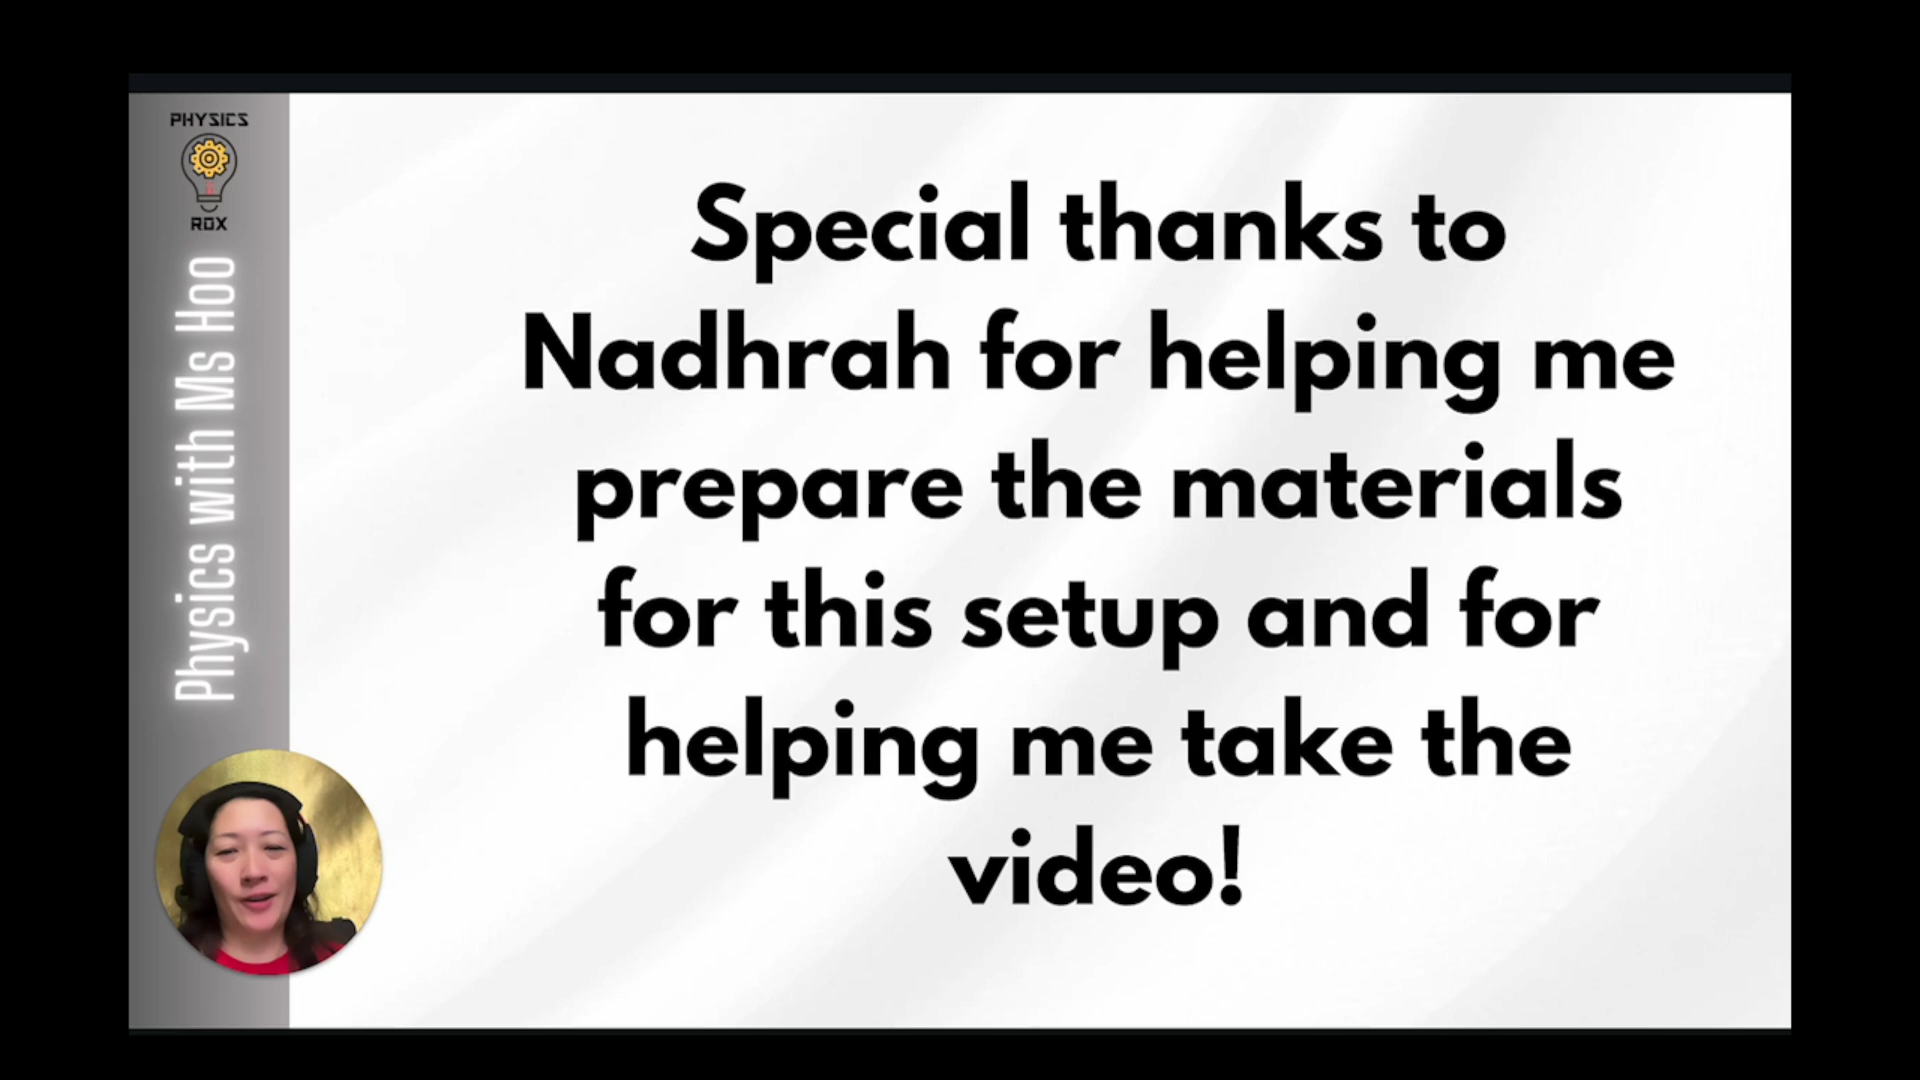 PHYSICS
ROX
Physics with Ms Hoo
Special thanks to
Nadhrah for helping me
prepare the materials
for this setup and for
helping me take the
video!